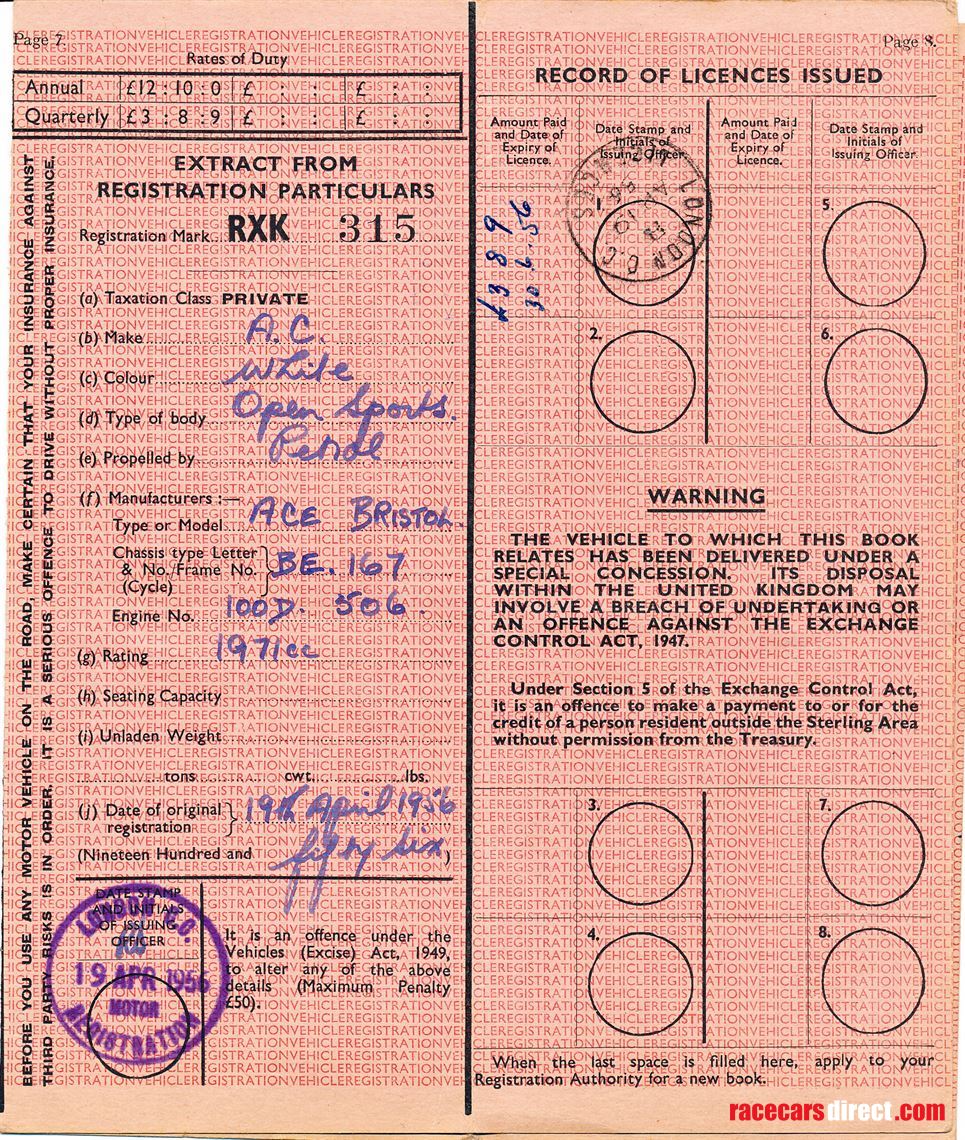 Page 7.
Rates of Duty
Annual £12 : 10 : 0 £ : : £ : :
Quarterly £3 : 8 : 9 £ : : £ : :
EXTRACT FROM
REGISTRATION PARTICULARS
Registration Mark RXK 315
(a) Taxation Class PRIVATE
(b) Make A.C.
(c) Colour White
(d) Type of body Open Sports.
(e) Propelled by Petrol
(f) Manufacturers :—
Type or Model ACE BRISTOL.
Chassis type Letter
& No./Frame No. BE. 167
(Cycle)
Engine No. 100D. 506.
(g) Rating 1971cc
(h) Seating Capacity
(i) Unladen Weight
tons cwt. lbs.
(j) Date of original 19th April 1956
registration
(Nineteen Hundred and fifty six)
DATE STAMP
AND INITIALS
OF ISSUING
OFFICER
LONDON C.C.
19 APR 1956
MOTOR
REGISTRATION
It is an offence under the
Vehicles (Excise) Act, 1949,
to alter any of the above
details (Maximum Penalty
£50).
BEFORE YOU USE ANY MOTOR VEHICLE ON THE ROAD, MAKE CERTAIN THAT YOUR INSURANCE AGAINST
THIRD PARTY RISKS IS IN ORDER. IT IS A SERIOUS OFFENCE TO DRIVE WITHOUT PROPER INSURANCE.
Page 8.
RECORD OF LICENCES ISSUED
Amount Paid
and Date of
Expiry of
Licence.
Date Stamp and
Initials of
Issuing Officer.
Amount Paid
and Date of
Expiry of
Licence.
Date Stamp and
Initials of
Issuing Officer.
£3 8 9
30.6.56
LONDON C.C.
5.
2.
6.
WARNING
THE VEHICLE TO WHICH THIS BOOK
RELATES HAS BEEN DELIVERED UNDER A
SPECIAL CONCESSION. ITS DISPOSAL
WITHIN THE UNITED KINGDOM MAY
INVOLVE A BREACH OF UNDERTAKING OR
AN OFFENCE AGAINST THE EXCHANGE
CONTROL ACT, 1947.
Under Section 5 of the Exchange Control Act,
it is an offence to make a payment to or for the
credit of a person resident outside the Sterling Area
without permission from the Treasury.
3.
7.
4.
8.
When the last space is filled here, apply to your
Registration Authority for a new book.
racecarsdirect.com